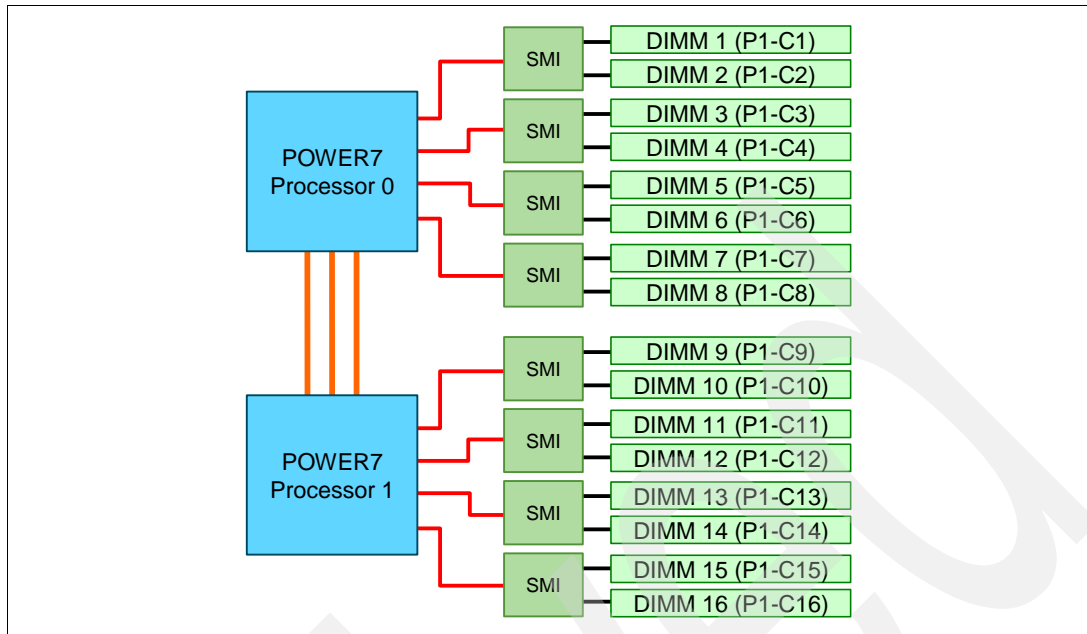 SMI
DIMM 1 (P1-C1)
DIMM 2 (P1-C2)
SMI
DIMM 3 (P1-C3)
DIMM 4 (P1-C4)
POWER7
Processor 0
SMI
DIMM 5 (P1-C5)
DIMM 6 (P1-C6)
SMI
DIMM 7 (P1-C7)
DIMM 8 (P1-C8)
SMI
DIMM 9 (P1-C9)
DIMM 10 (P1-C10)
SMI
DIMM 11 (P1-C11)
DIMM 12 (P1-C12)
POWER7
Processor 1
SMI
DIMM 13 (P1-C13)
DIMM 14 (P1-C14)
SMI
DIMM 15 (P1-C15)
DIMM 16 (P1-C16)